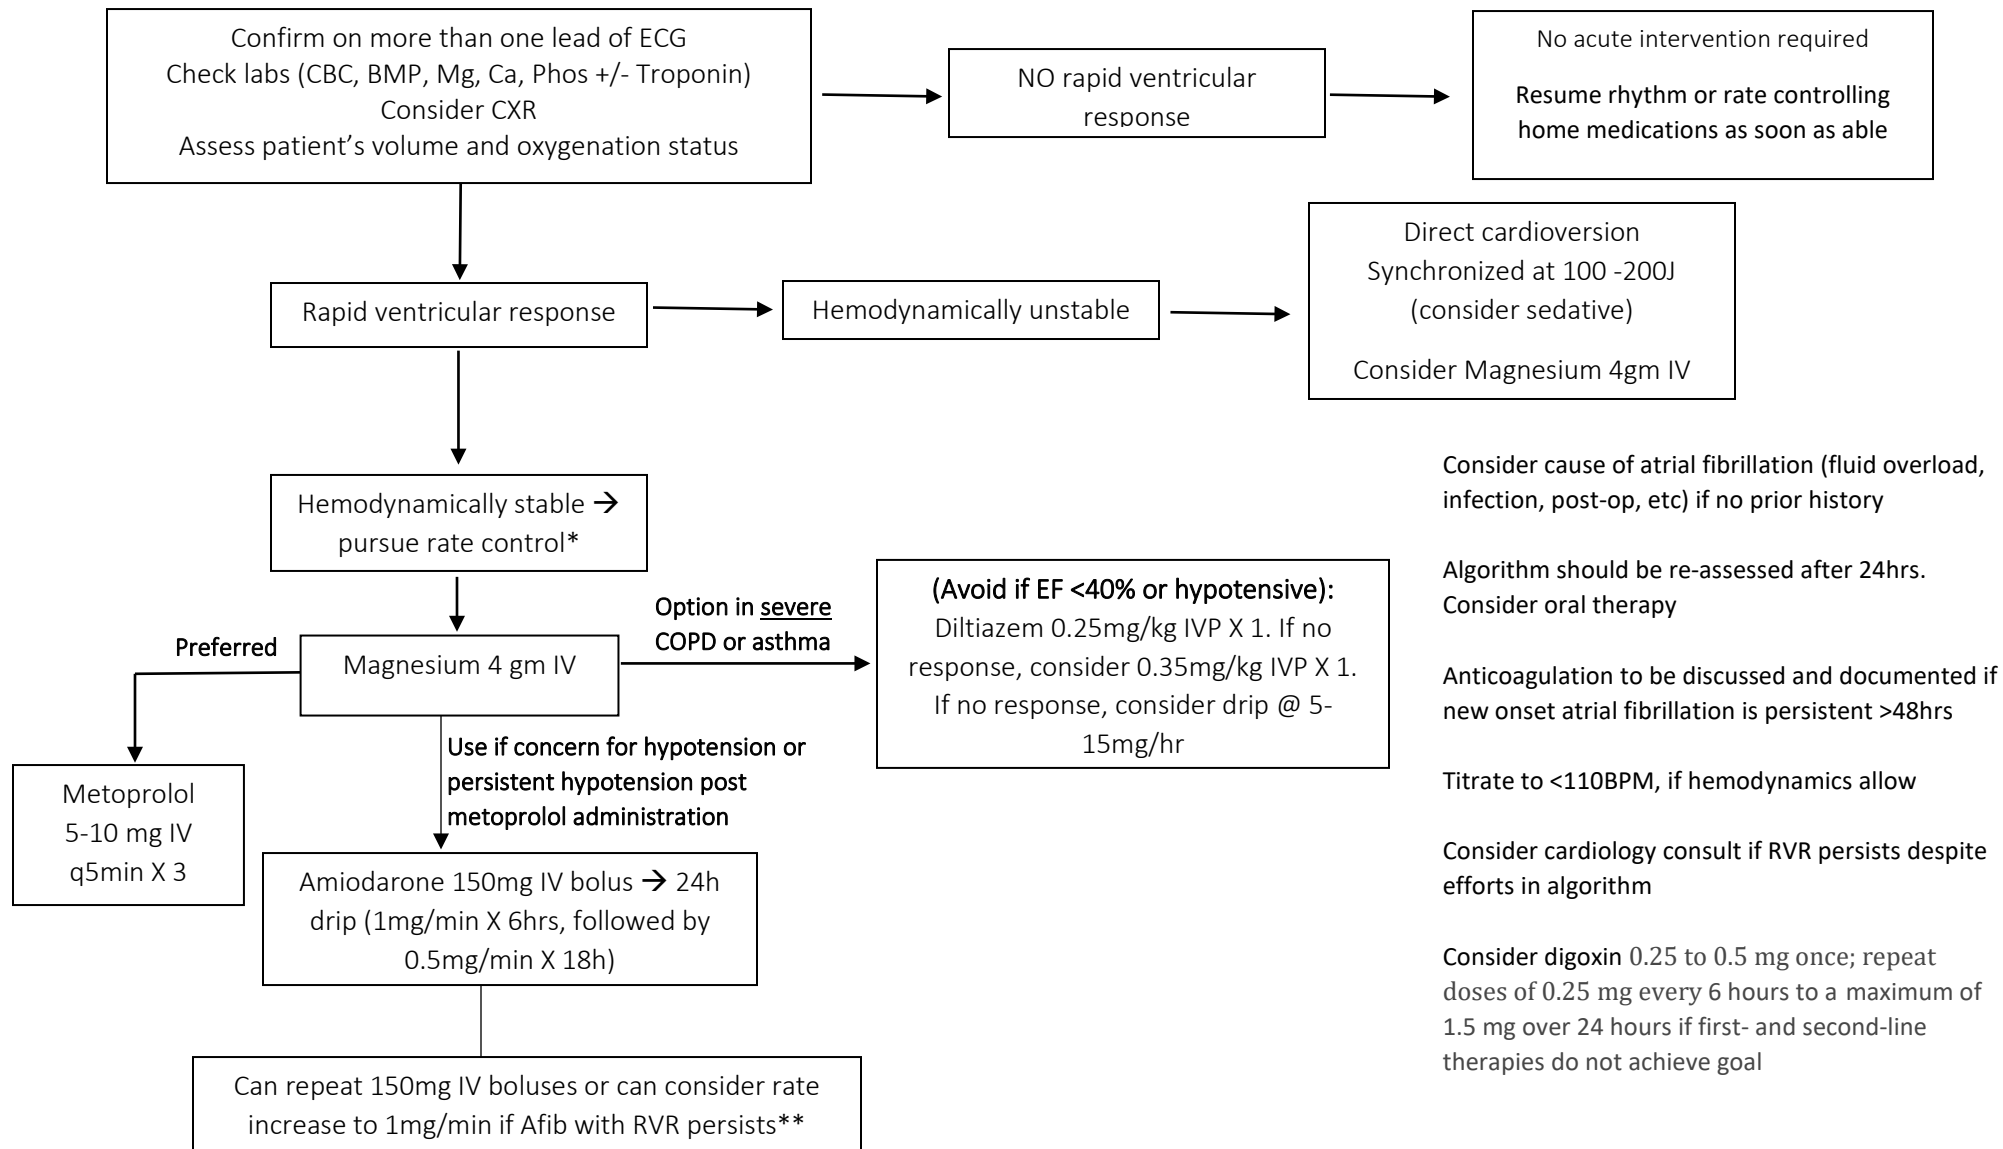 Confirm on more than one lead of ECG
Check labs (CBC, BMP, Mg, Ca, Phos +/- Troponin)
Consider CXR
Assess patient’s volume and oxygenation status
NO rapid ventricular
response
No acute intervention required
Resume rhythm or rate controlling
home medications as soon as able
Rapid ventricular response
Hemodynamically unstable
Direct cardioversion
Synchronized at 100 -200J
(consider sedative)
Consider Magnesium 4gm IV
Hemodynamically stable →
pursue rate control*
Preferred
Magnesium 4 gm IV
Option in severe
COPD or asthma
(Avoid if EF <40% or hypotensive):
Diltiazem 0.25mg/kg IVP X 1. If no
response, consider 0.35mg/kg IVP X 1.
If no response, consider drip @ 5-
15mg/hr
Metoprolol
5-10 mg IV
q5min X 3
Use if concern for hypotension or
persistent hypotension post
metoprolol administration
Amiodarone 150mg IV bolus → 24h
drip (1mg/min X 6hrs, followed by
0.5mg/min X 18h)
Can repeat 150mg IV boluses or can consider rate
increase to 1mg/min if Afib with RVR persists**
Consider cause of atrial fibrillation (fluid overload,
infection, post-op, etc) if no prior history
Algorithm should be re-assessed after 24hrs.
Consider oral therapy
Anticoagulation to be discussed and documented if
new onset atrial fibrillation is persistent >48hrs
Titrate to <110BPM, if hemodynamics allow
Consider cardiology consult if RVR persists despite
efforts in algorithm
Consider digoxin 0.25 to 0.5 mg once; repeat
doses of 0.25 mg every 6 hours to a maximum of
1.5 mg over 24 hours if first- and second-line
therapies do not achieve goal